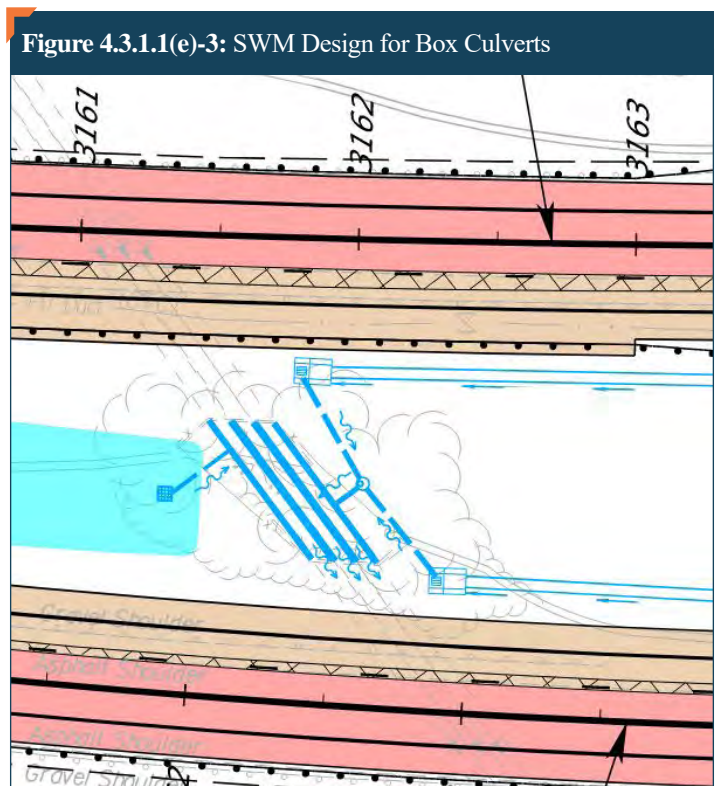 Figure 4.3.1.1(e)-3: SWM Design for Box Culverts
3161
3162
3163
Gravel Shoulder
Asphalt Shoulder
Asphalt Shoulder
Gravel Shoulder